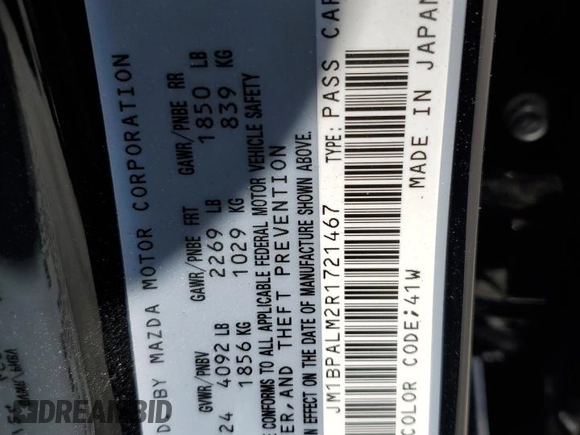 D BY MAZDA MOTOR CORPORATION
GVWR/PNBV GAWR/PNBE FRT GAWR/PNBE RR
24 4092 LB 2269 LB 1850 LB
1856 KG 1029 KG 839 KG
CONFORMS TO ALL APPLICABLE FEDERAL MOTOR VEHICLE SAFETY
ER, AND THEFT PREVENTION
N EFFECT ON THE DATE OF MANUFACTURE SHOWN ABOVE.
JM1BPALM2R1721467 TYPE: PASS CAR
COLOR CODE;41W MADE IN JAPAN
EPICVIN